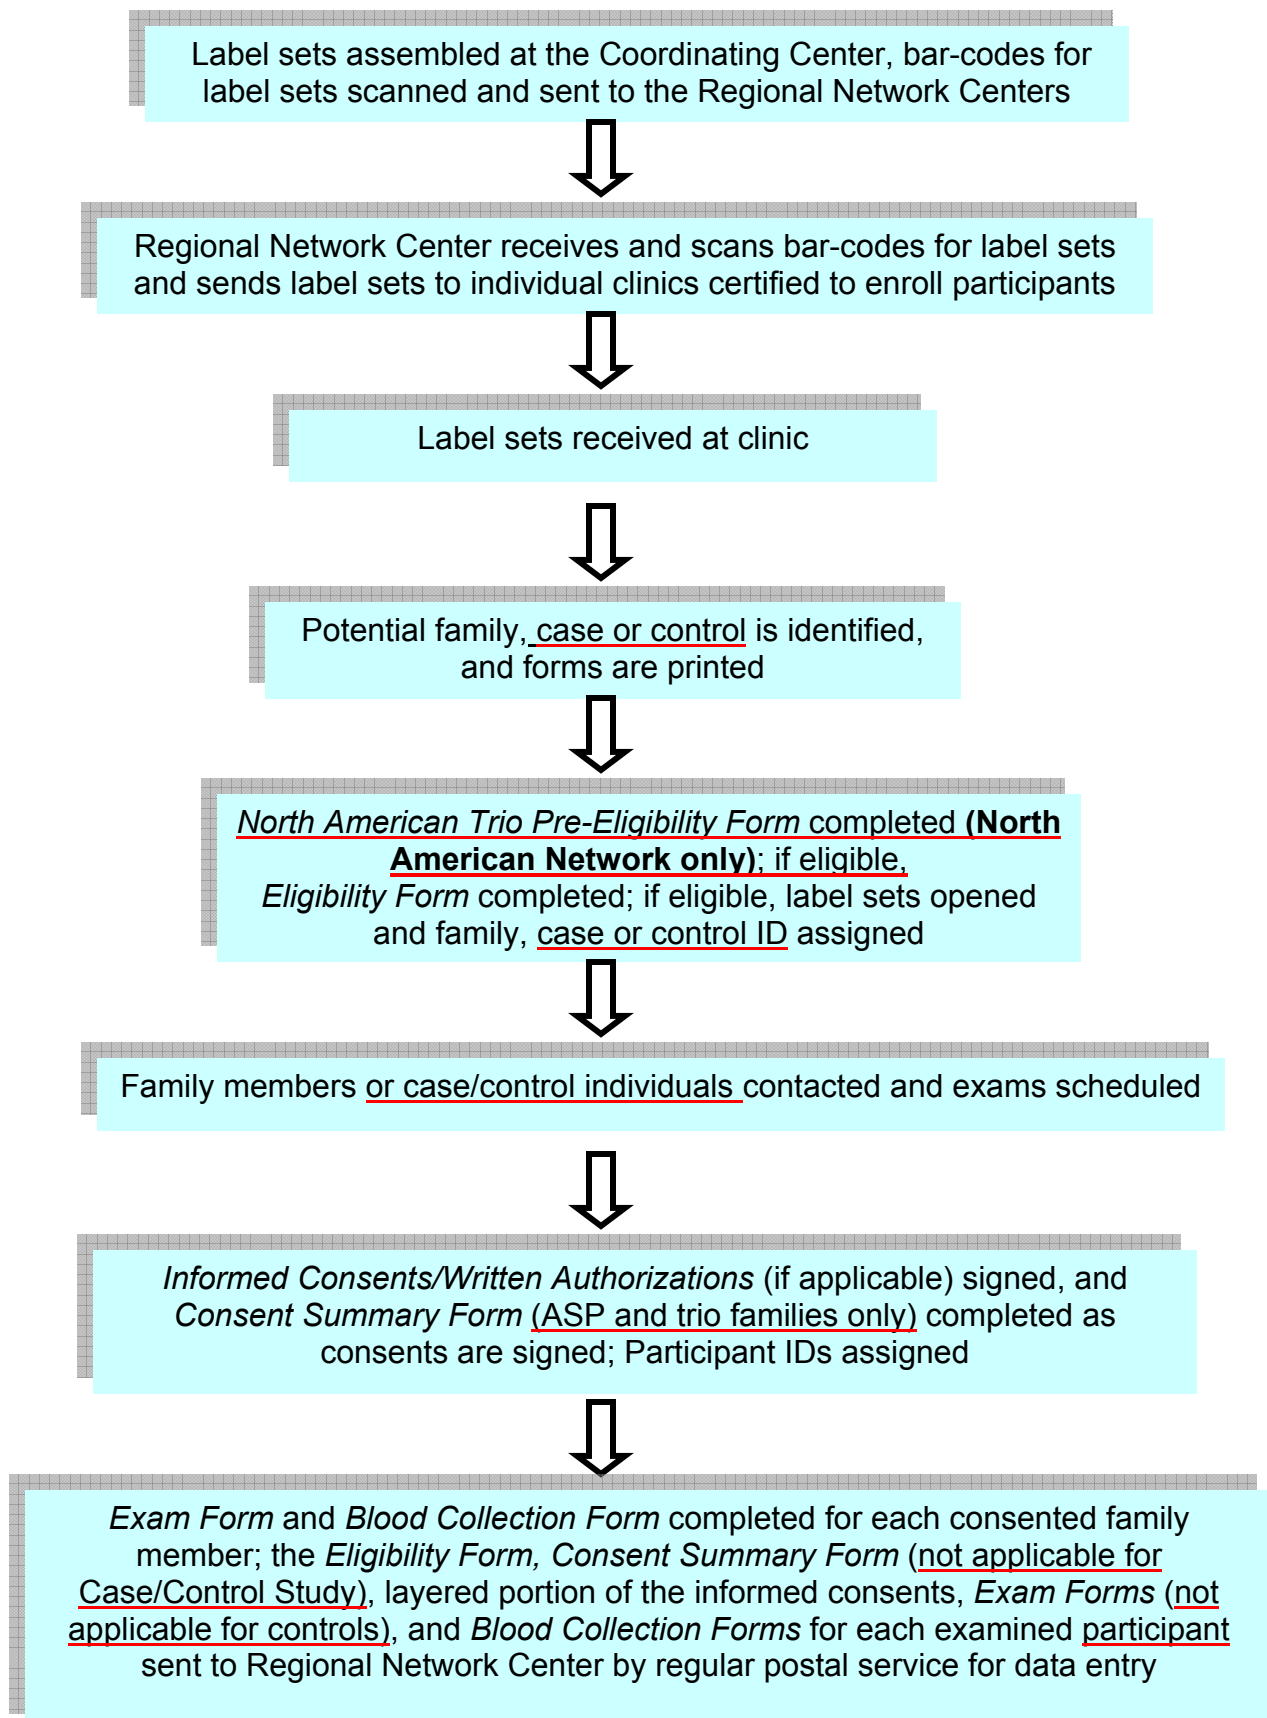 Label sets assembled at the Coordinating Center, bar-codes for
label sets scanned and sent to the Regional Network Centers
Regional Network Center receives and scans bar-codes for label sets
and sends label sets to individual clinics certified to enroll participants
Label sets received at clinic
Potential family, case or control is identified,
and forms are printed
North American Trio Pre-Eligibility Form completed (North
American Network only); if eligible,
Eligibility Form completed; if eligible, label sets opened
and family, case or control ID assigned
Family members or case/control individuals contacted and exams scheduled
Informed Consents/Written Authorizations (if applicable) signed, and
Consent Summary Form (ASP and trio families only) completed as
consents are signed; Participant IDs assigned
Exam Form and Blood Collection Form completed for each consented family
member; the Eligibility Form, Consent Summary Form (not applicable for
Case/Control Study), layered portion of the informed consents, Exam Forms (not
applicable for controls), and Blood Collection Forms for each examined participant
sent to Regional Network Center by regular postal service for data entry